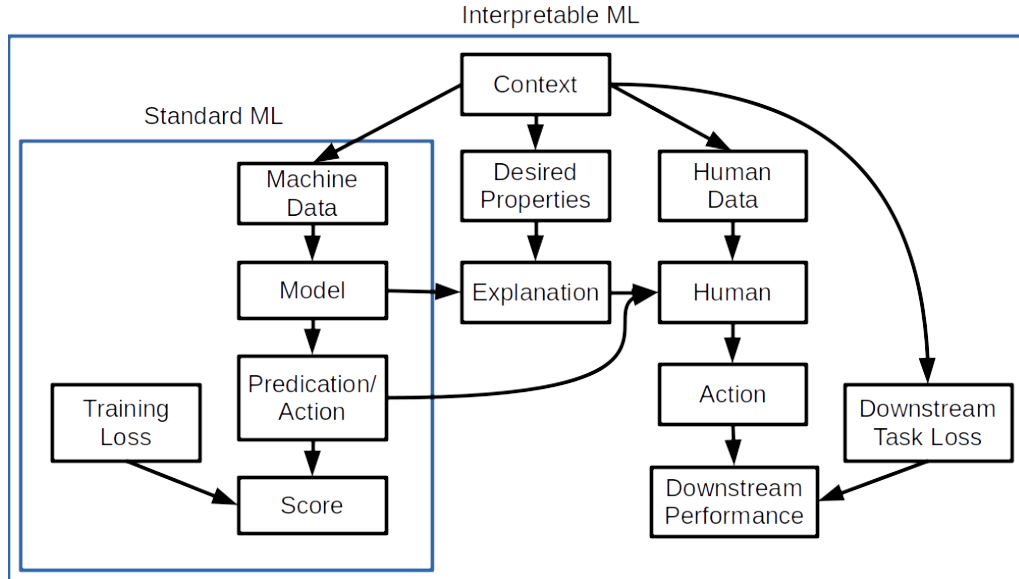 Interpretable ML
Context
Standard ML
Machine
Data
Desired
Properties
Human
Data
Model
Explanation
Human
Predication/
Action
Training
Loss
Action
Downstream
Task Loss
Score
Downstream
Performance